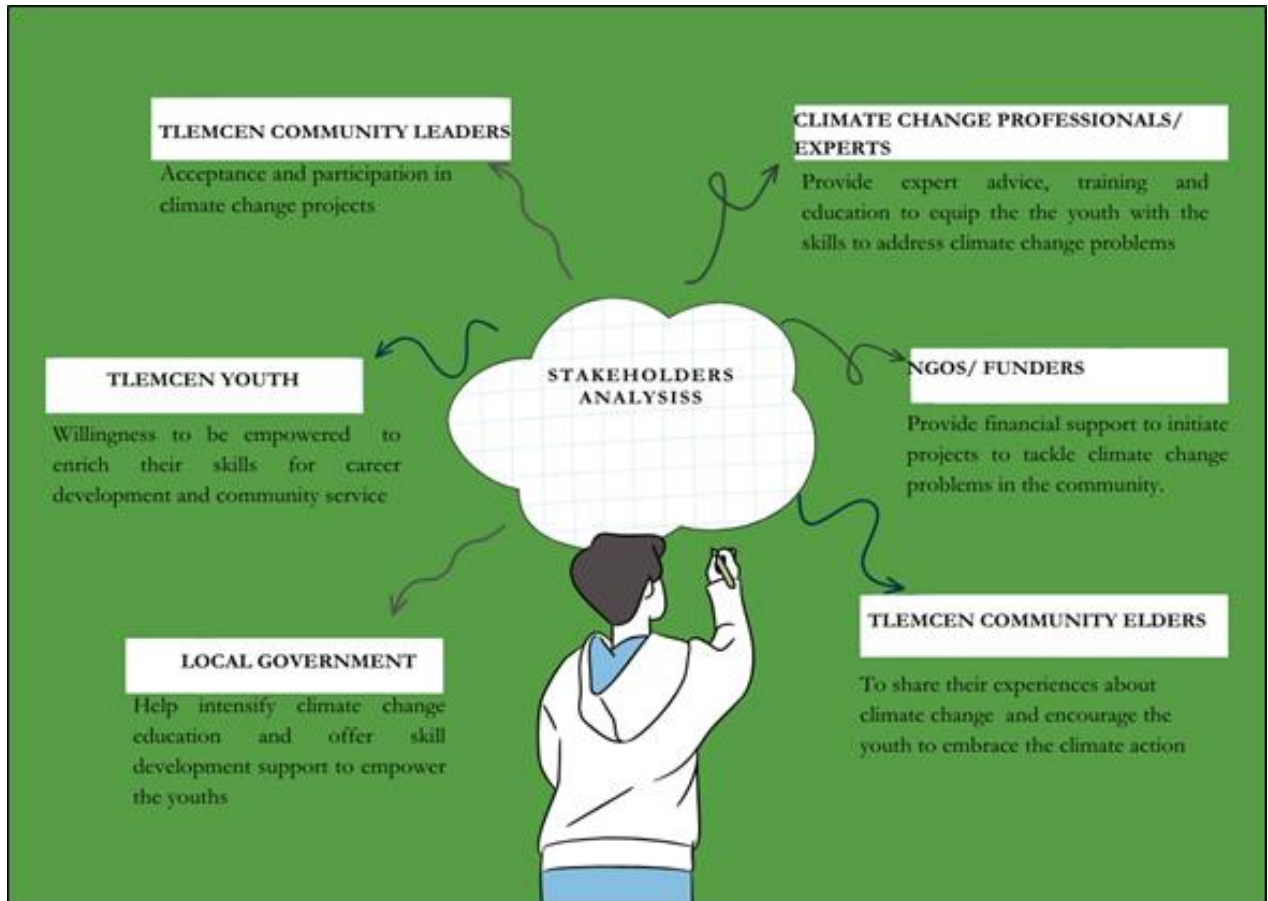 TLEMCEN COMMUNITY LEADERS
Acceptance and participation in
climate change projects
CLIMATE CHANGE PROFESSIONALS/
EXPERTS
Provide expert advice, training and
education to equip the the youth with the
skills to address climate change problems
STAKEHOLDERS
ANALYSISS
TLEMCEN YOUTH
Willingness to be empowered to
enrich their skills for career
development and community service
NGOS/ FUNDERS
Provide financial support to initiate
projects to tackle climate change
problems in the community.
LOCAL GOVERNMENT
Help intensify climate change
education and offer skill
development support to empower
the youths
TLEMCEN COMMUNITY ELDERS
To share their experiences about
climate change and encourage the
youth to embrace the climate action